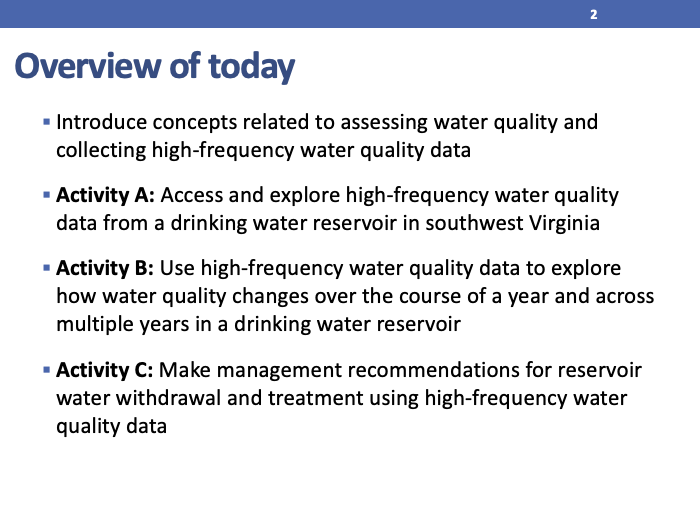 2
Overview of today
▪ Introduce concepts related to assessing water quality and
collecting high-frequency water quality data
▪ Activity A: Access and explore high-frequency water quality
data from a drinking water reservoir in southwest Virginia
▪ Activity B: Use high-frequency water quality data to explore
how water quality changes over the course of a year and across
multiple years in a drinking water reservoir
▪ Activity C: Make management recommendations for reservoir
water withdrawal and treatment using high-frequency water
quality data